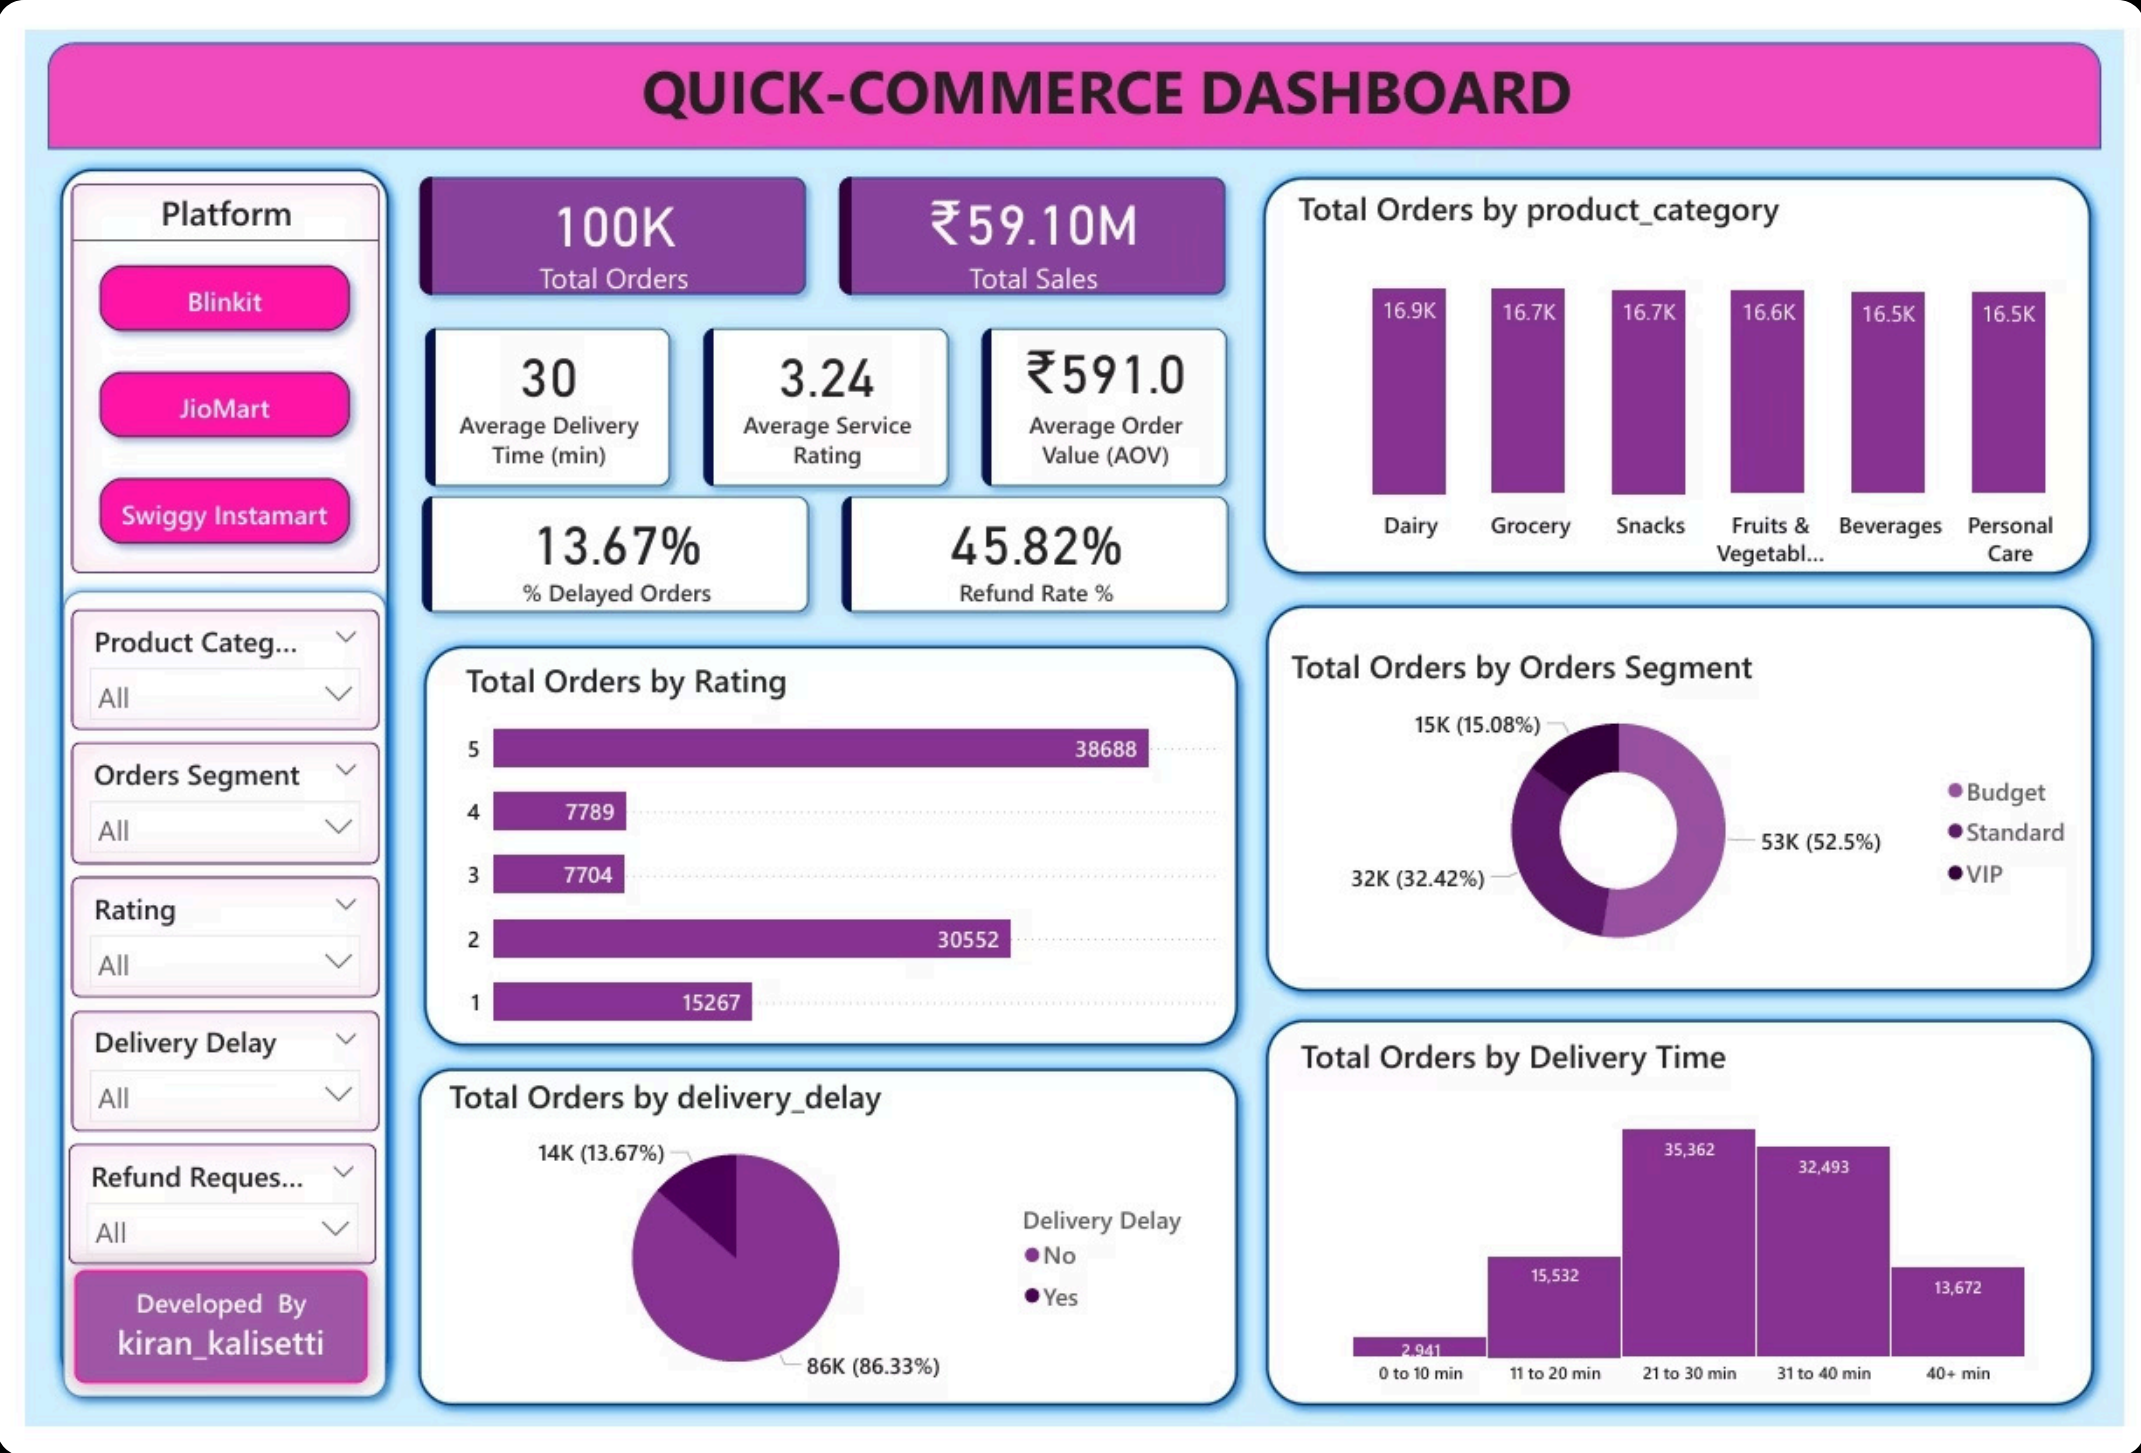 QUICK-COMMERCE DASHBOARD
Platform
Blinkit
JioMart
Swiggy Instamart
Product Categ...
All
Orders Segment
All
Rating
All
Delivery Delay
All
Refund Reques...
All
Developed By
kiran_kalisetti
100K
Total Orders
₹59.10M
Total Sales
30
Average Delivery
Time (min)
3.24
Average Service
Rating
₹591.0
Average Order
Value (AOV)
13.67%
% Delayed Orders
45.82%
Refund Rate %
Total Orders by Rating
5 38688
4 7789
3 7704
2 30552
1 15267
Total Orders by delivery_delay
14K (13.67%)
86K (86.33%)
Delivery Delay
No
Yes
Total Orders by product_category
16.9K 16.7K 16.7K 16.6K 16.5K 16.5K
Dairy Grocery Snacks Fruits & Beverages Personal
Vegetabl... Care
Total Orders by Orders Segment
15K (15.08%)
53K (52.5%)
32K (32.42%)
Budget
Standard
VIP
Total Orders by Delivery Time
2,941 15,532 35,362 32,493 13,672
0 to 10 min 11 to 20 min 21 to 30 min 31 to 40 min 40+ min